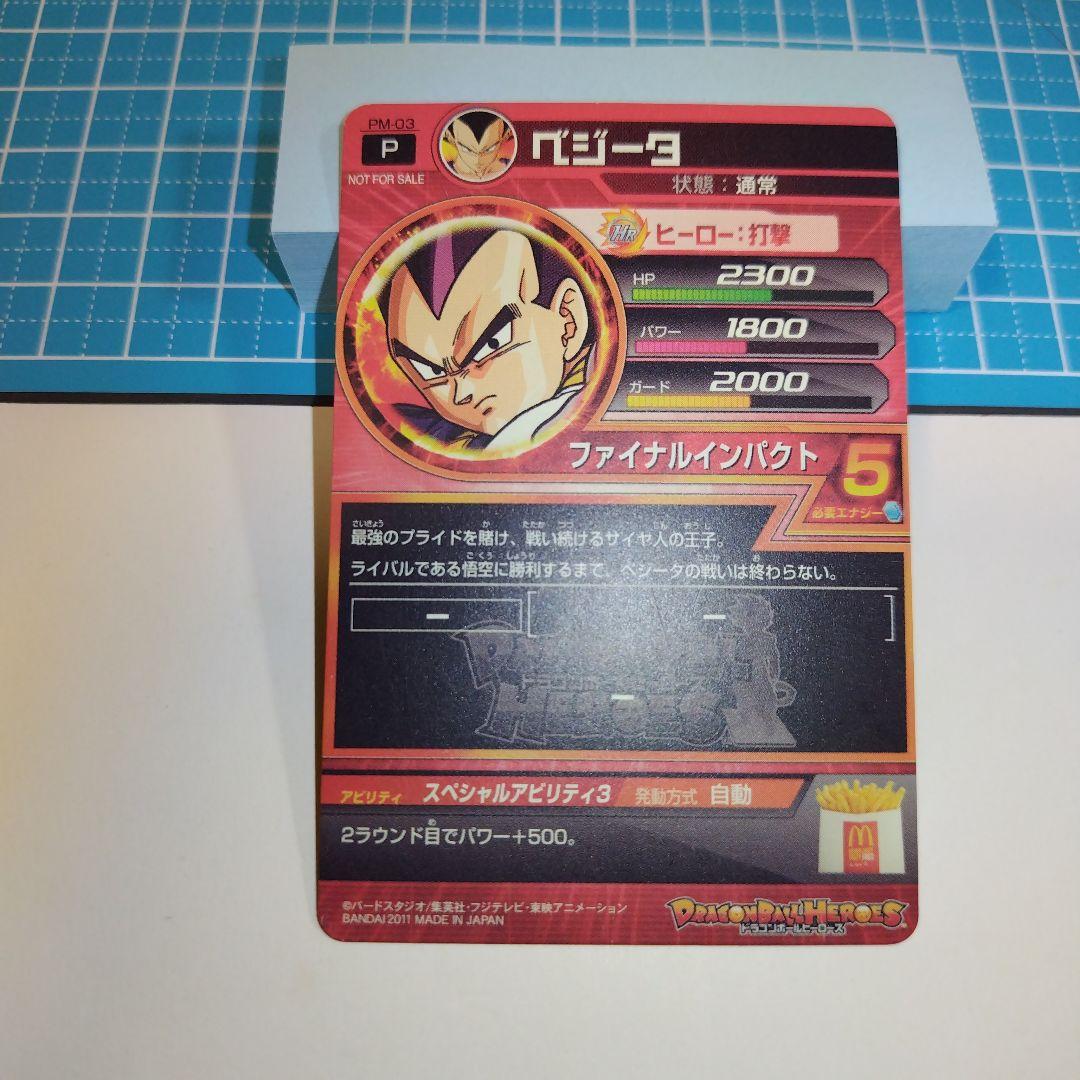 PM-03
P
NOT FOR SALE
ベジータ
状態:通常
HR ヒーロー:打撃
HP 2300
パワー 1800
ガード 2000
ファイナルインパクト
5
必要エナジー
最強のプライドを賭け、戦い続けるサイヤ人の王子。
ライバルである悟空に勝利するまで、ベジータの戦いは終わらない。
ー ー
HEROES
ー
アビリティ スペシャルアビリティ3 発動方式 自動
2ラウンド目でパワー+500。
©バードスタジオ/集英社・フジテレビ・東映アニメーション
BANDAI 2011 MADE IN JAPAN
DRAGONBALL HEROES
ドラゴンボールヒーローズ